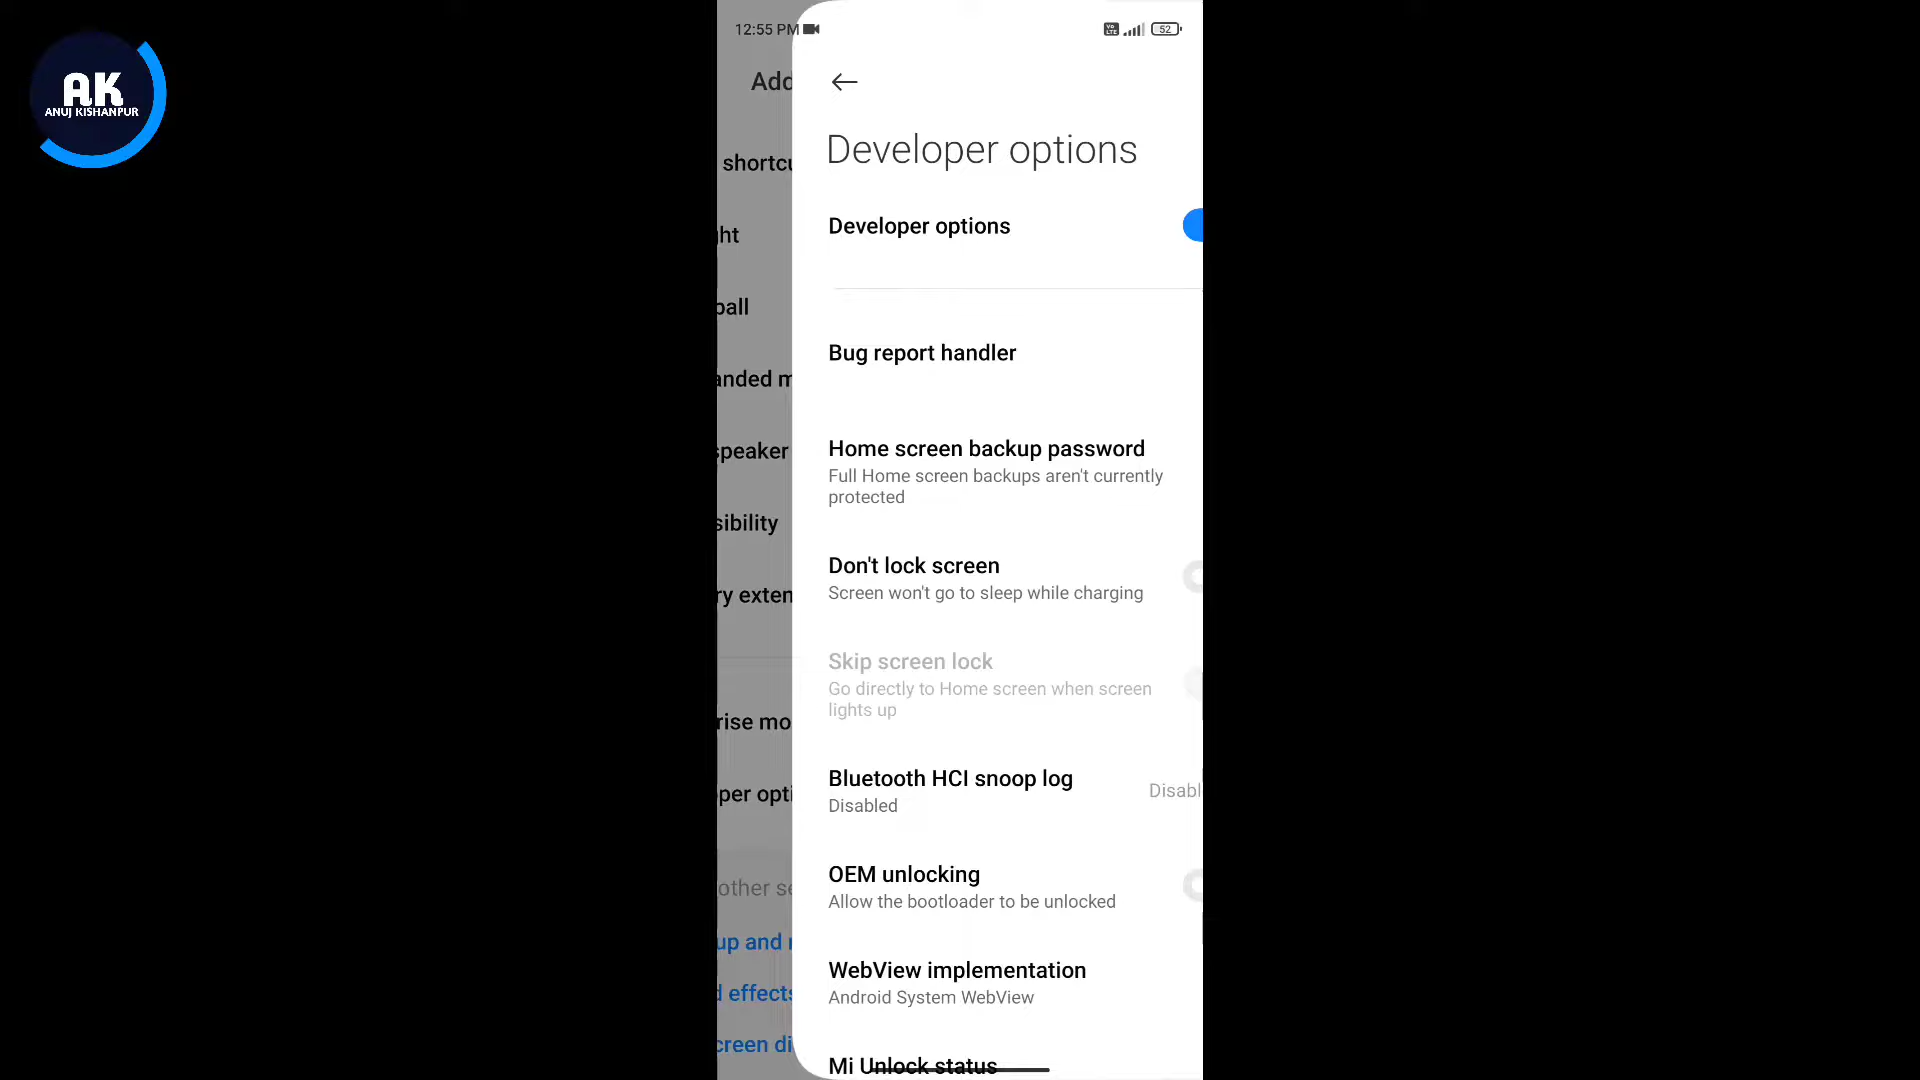 AK
ANUJ KISHANPUR
12:55 PM
VoLTE
52
Add
shortcu
ht
ball
anded m
speaker
sibility
ry exten
rise mo
per opti
other se
up and r
d effects
creen di
Developer options
Developer options
Bug report handler
Home screen backup password
Full Home screen backups aren't currently
protected
Don't lock screen
Screen won't go to sleep while charging
Skip screen lock
Go directly to Home screen when screen
lights up
Bluetooth HCI snoop log
Disabled
Disabl
OEM unlocking
Allow the bootloader to be unlocked
WebView implementation
Android System WebView
Mi Unlock status